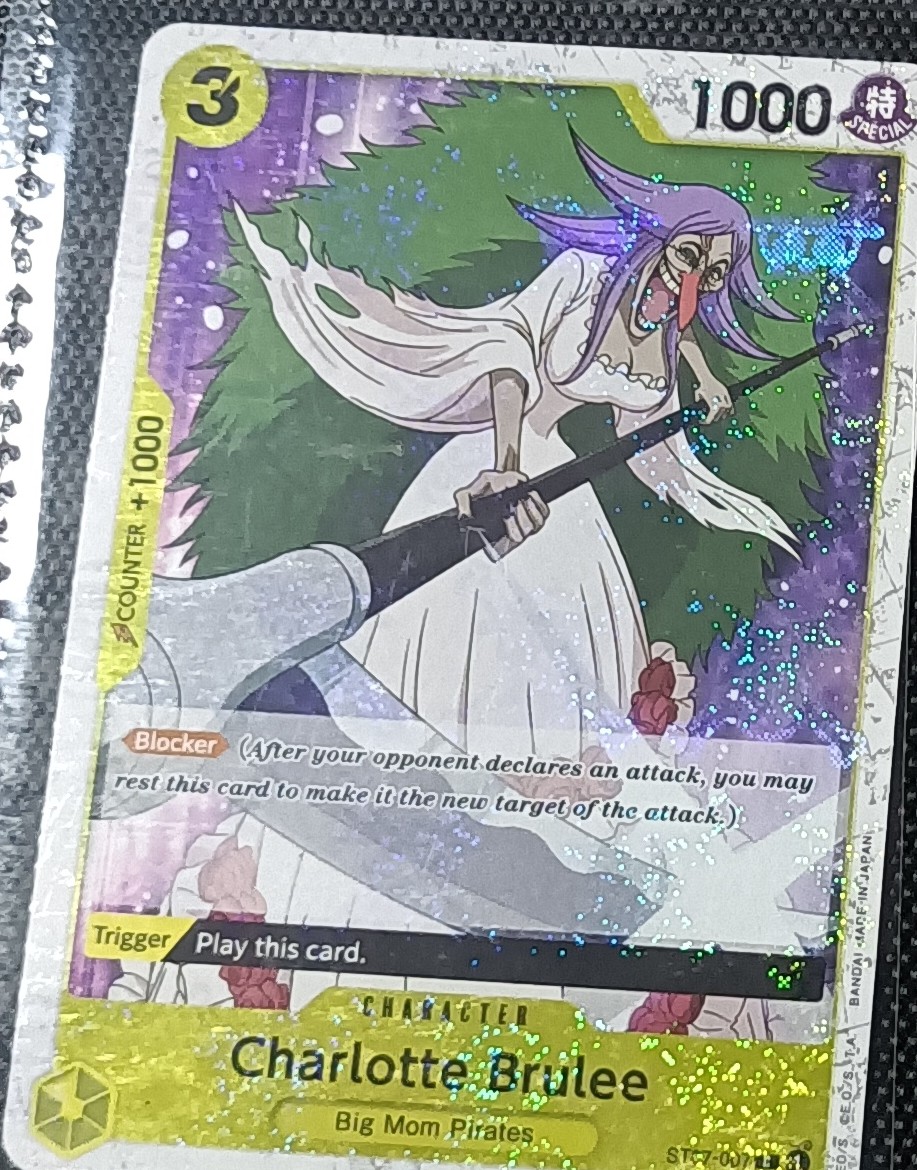 3
1000
特
SPECIAL
COUNTER +1000
Blocker (After your opponent declares an attack, you may
rest this card to make it the new target of the attack.)
Trigger Play this card.
CHARACTER
Charlotte Brulee
Big Mom Pirates
BANDAI MADE IN JAPAN